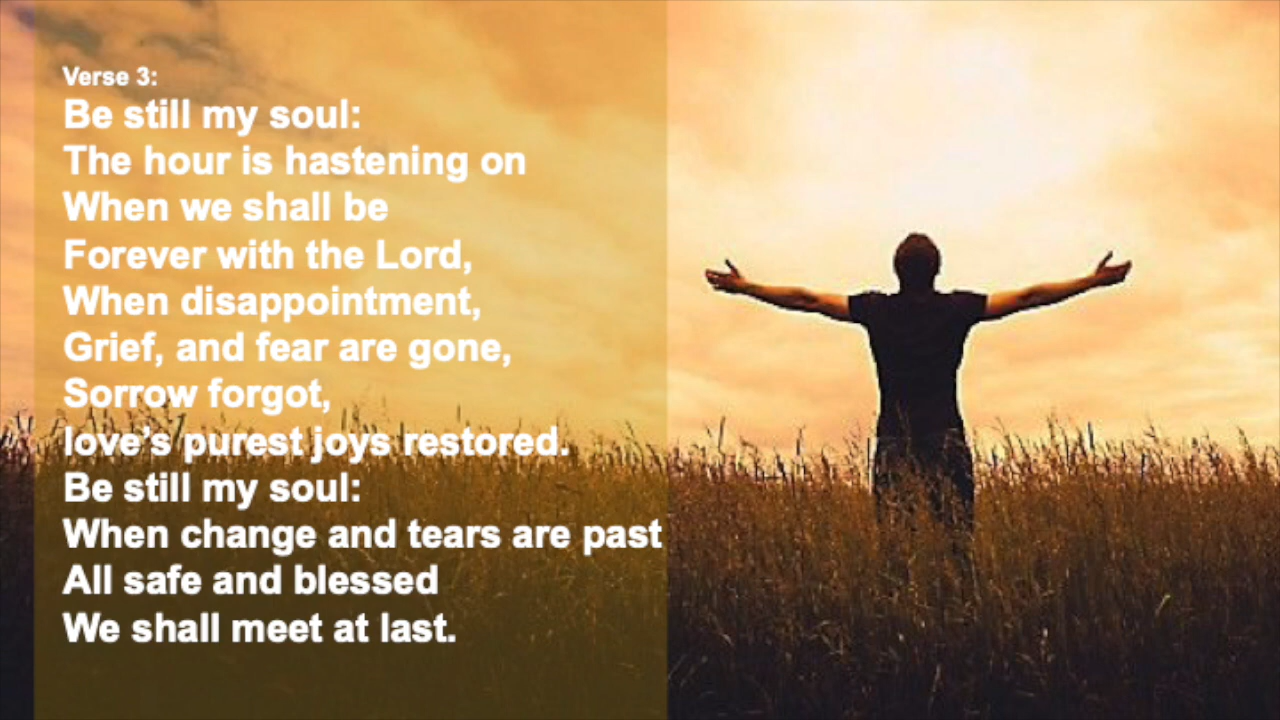 Verse 3:
Be still my soul:
The hour is hastening on
When we shall be
Forever with the Lord,
When disappointment,
Grief, and fear are gone,
Sorrow forgot,
love’s purest joys restored.
Be still my soul:
When change and tears are past
All safe and blessed
We shall meet at last.